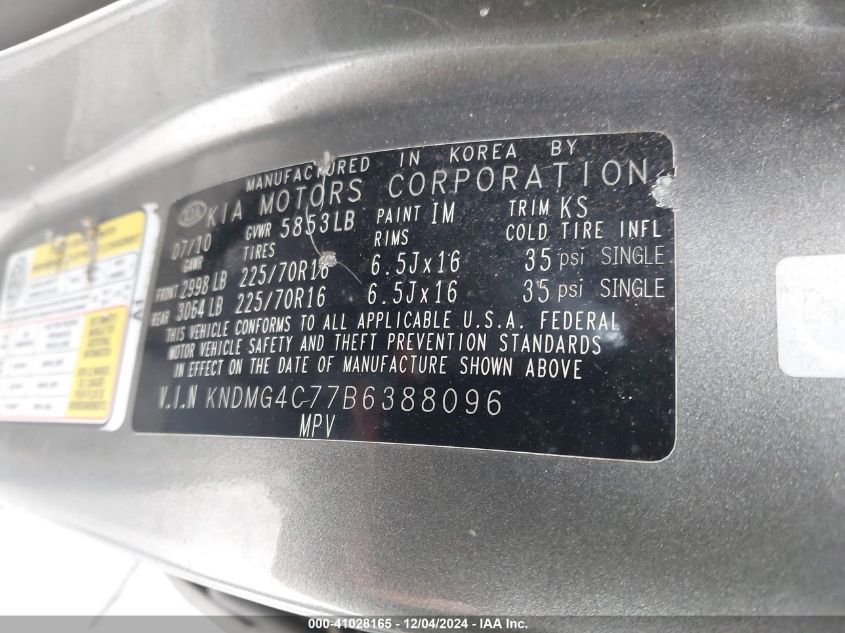 MANUFACTURED IN KOREA BY
KIA MOTORS CORPORATION
07/10 GVWR 5853LB PAINT IM TRIM KS
GAWR TIRES RIMS COLD TIRE INFL
FRONT 2998 LB 225/70R16 6.5Jx16 35 psi SINGLE
REAR 3064 LB 225/70R16 6.5Jx16 35 psi SINGLE
THIS VEHICLE CONFORMS TO ALL APPLICABLE U.S.A. FEDERAL
MOTOR VEHICLE SAFETY AND THEFT PREVENTION STANDARDS
IN EFFECT ON THE DATE OF MANUFACTURE SHOWN ABOVE
V.I.N KNDMG4C77B6388096
MPV
000-41028165 - 12/04/2024 - IAA Inc.